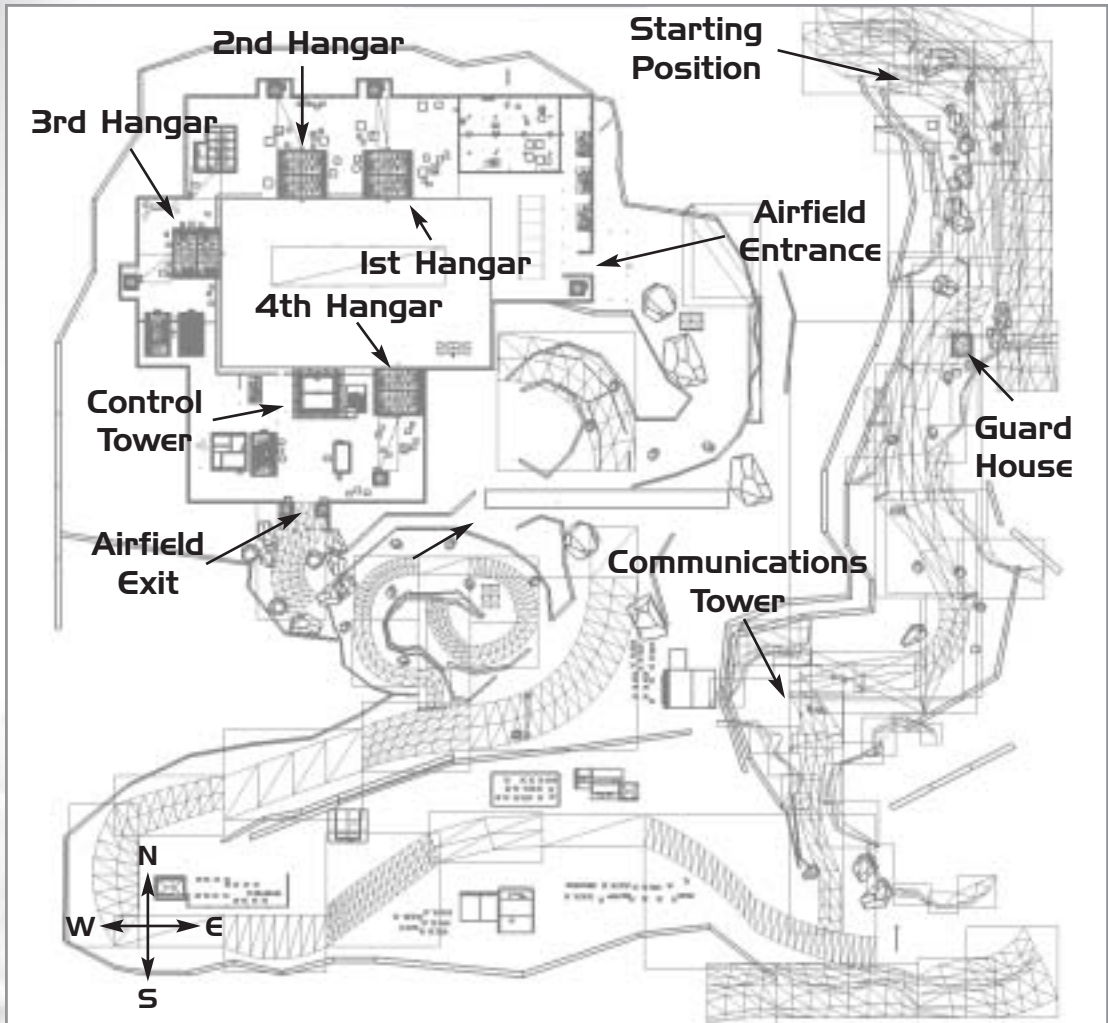 2nd Hangar
Starting
Position
3rd Hangar
Airfield
Entrance
1st Hangar
4th Hangar
Control
Tower
Guard
House
Airfield
Exit
Communications
Tower
N
W
E
S